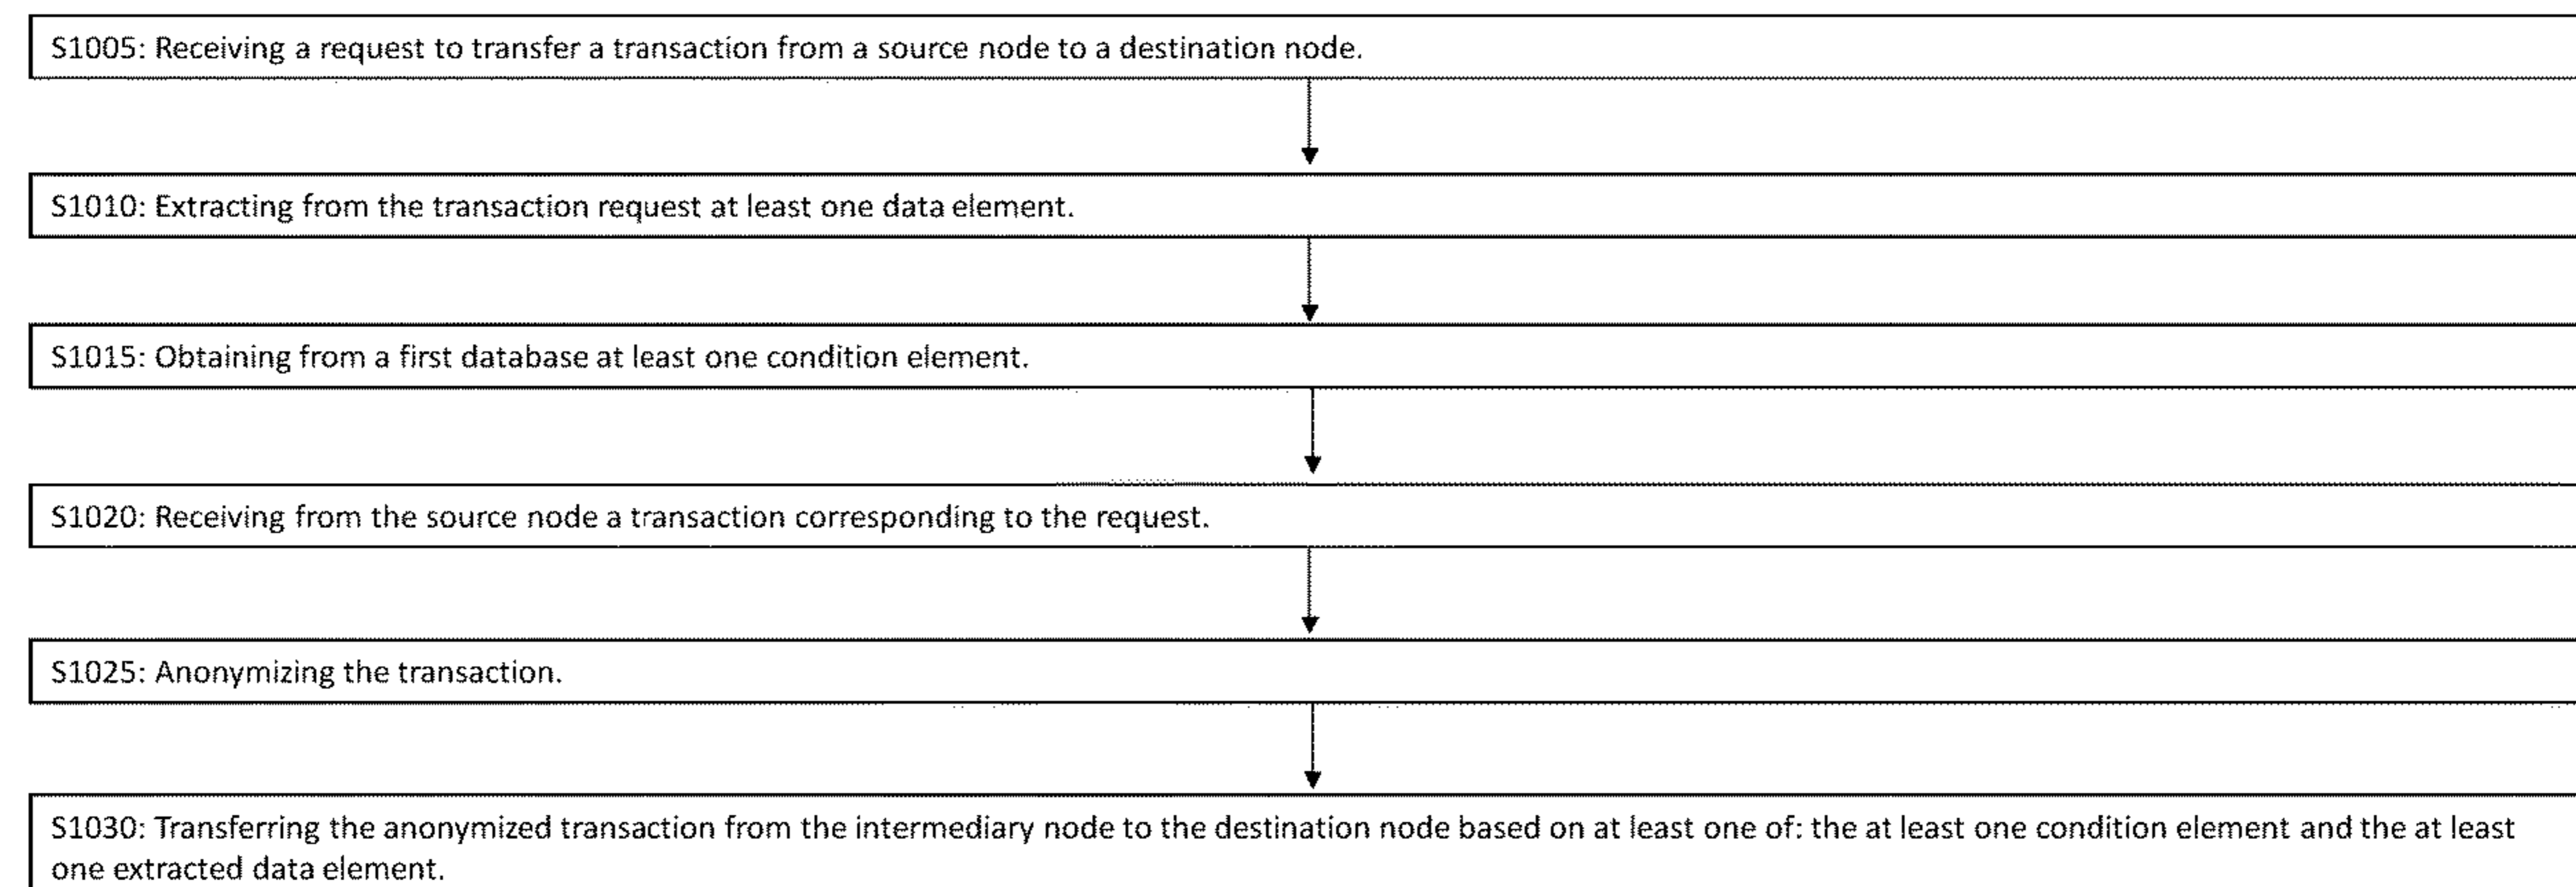 S1005: Receiving a request to transfer a transaction from a source node to a destination node.
S1010: Extracting from the transaction request at least one data element.
S1015: Obtaining from a first database at least one condition element.
S1020: Receiving from the source node a transaction corresponding to the request.
S1025: Anonymizing the transaction.
S1030: Transferring the anonymized transaction from the intermediary node to the destination node based on at least one of: the at least one condition element and the at least
one extracted data element.